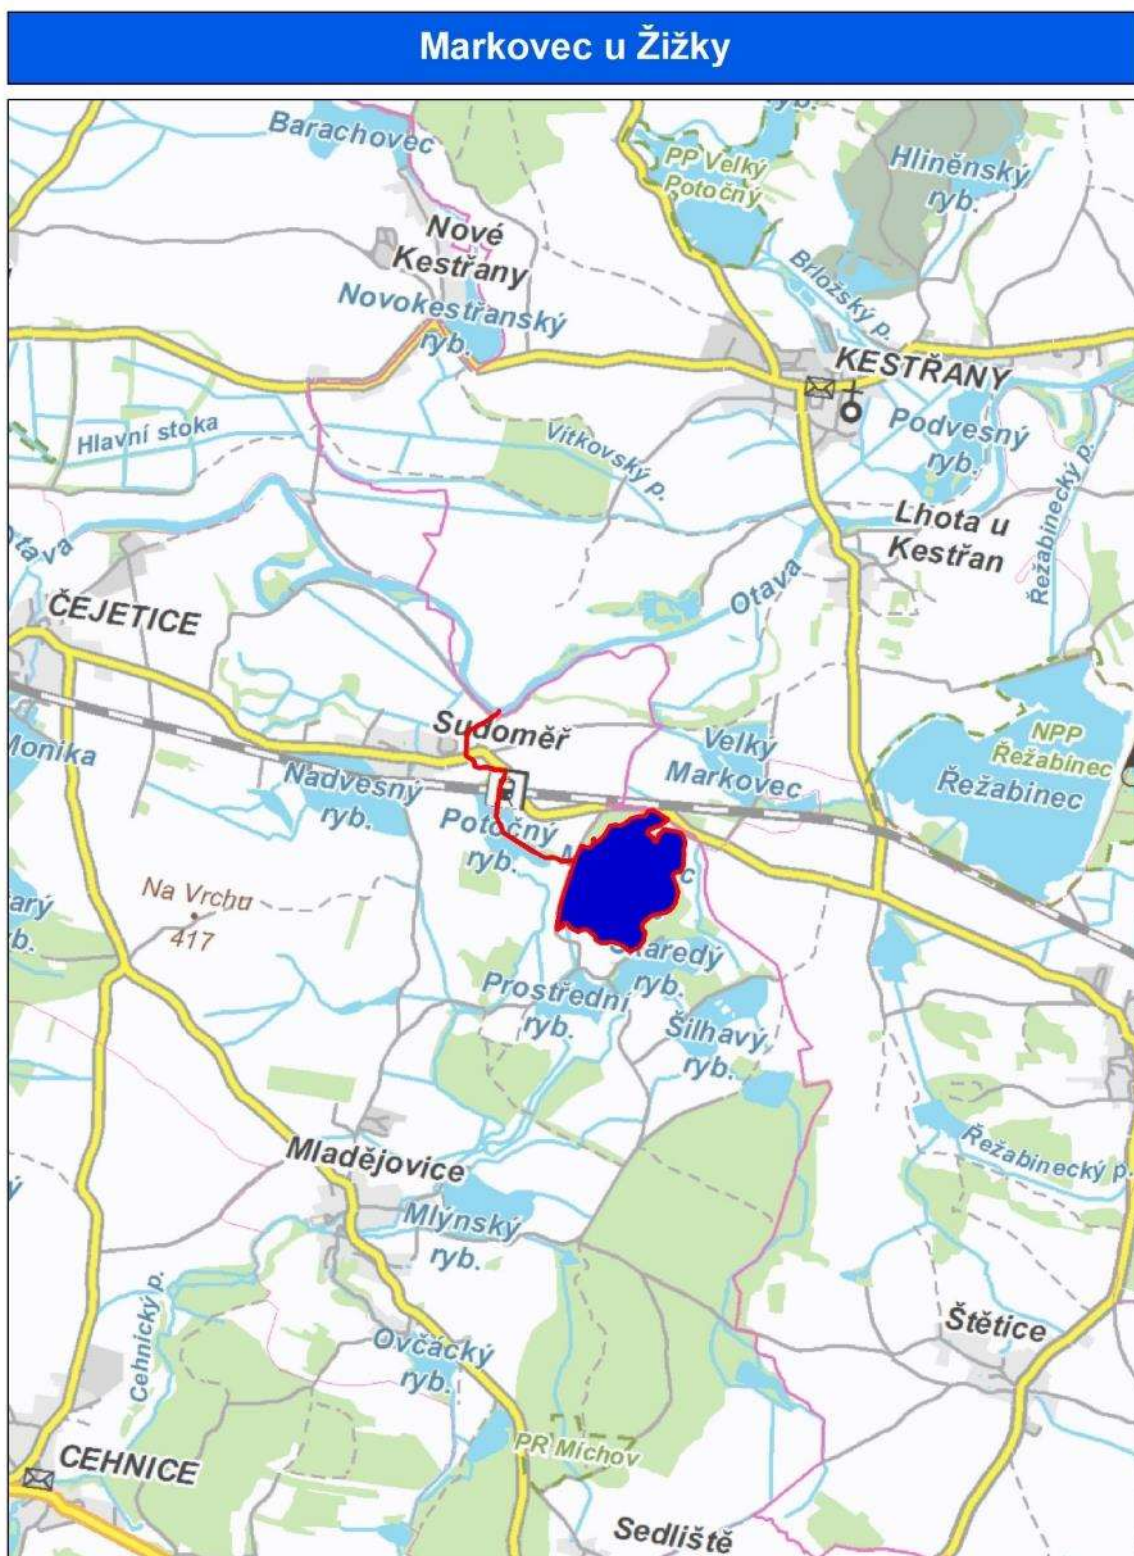 Markovec u Žižky
Barachovec
PP Velký
Potočný
Hliněnský
ryb.
Nové
Kestřany
Brložský p.
Novokestřanský
ryb.
KESTŘANY
Hlavní stoka
Podvesný
ryb.
Vítkovský p.
Řežabinecký p.
Lhota u
Kestřan
Otava
Otava
ČEJETICE
Sudoměř
Velký
Markovec
NPP
Řežabinec
Řežabinec
Monika
Nadvesný
ryb.
Potočný
ryb.
Na Vrchu
417
Škaredý
ryb.
Prostřední
ryb.
Šilhavý
ryb.
Mladějovice
Řežabinecký p.
Mlýnský
ryb.
Cehnický p.
Ovčácký
ryb.
Štětice
PR Míchov
CEHNICE
Sedliště